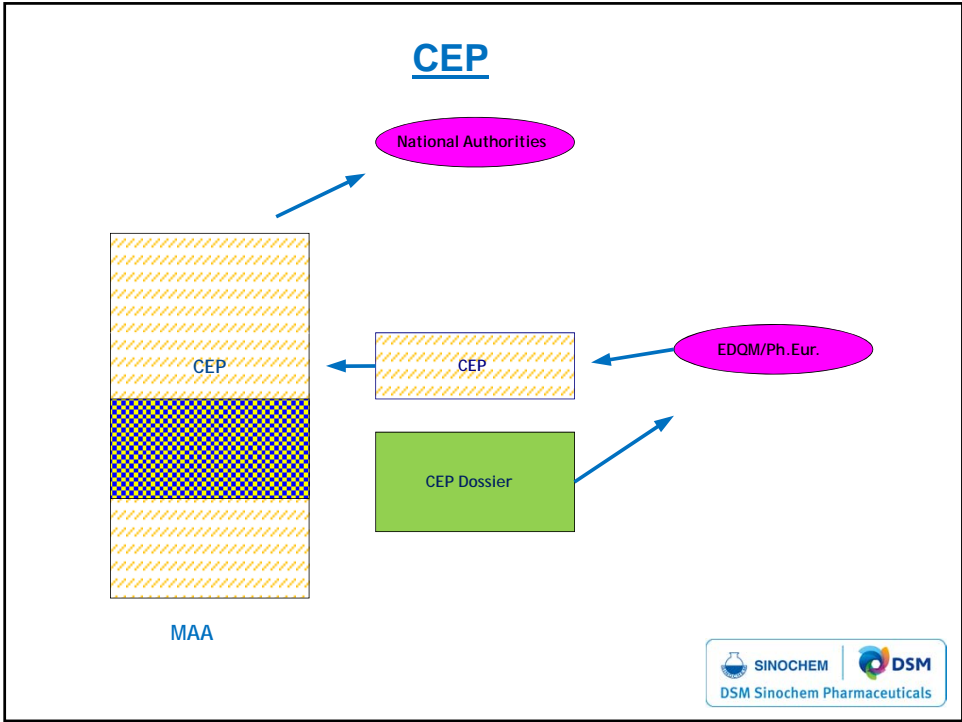 CEP
National Authorities
CEP
CEP
EDQM/Ph.Eur.
CEP Dossier
MAA
SINOCHEM
DSM
DSM Sinochem Pharmaceuticals